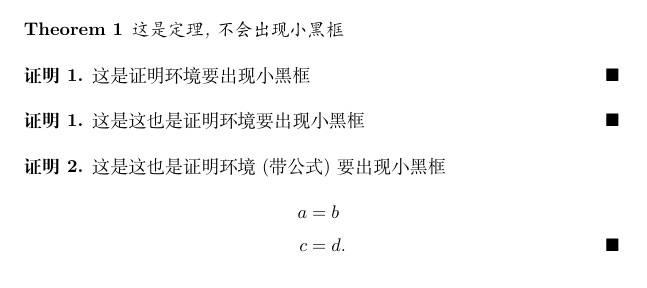 Theorem 1 这是定理, 不会出现小黑框
证明 1. 这是证明环境要出现小黑框 ■
证明 1. 这是这也是证明环境要出现小黑框 ■
证明 2. 这是这也是证明环境 (带公式) 要出现小黑框
a = b
c = d. ■